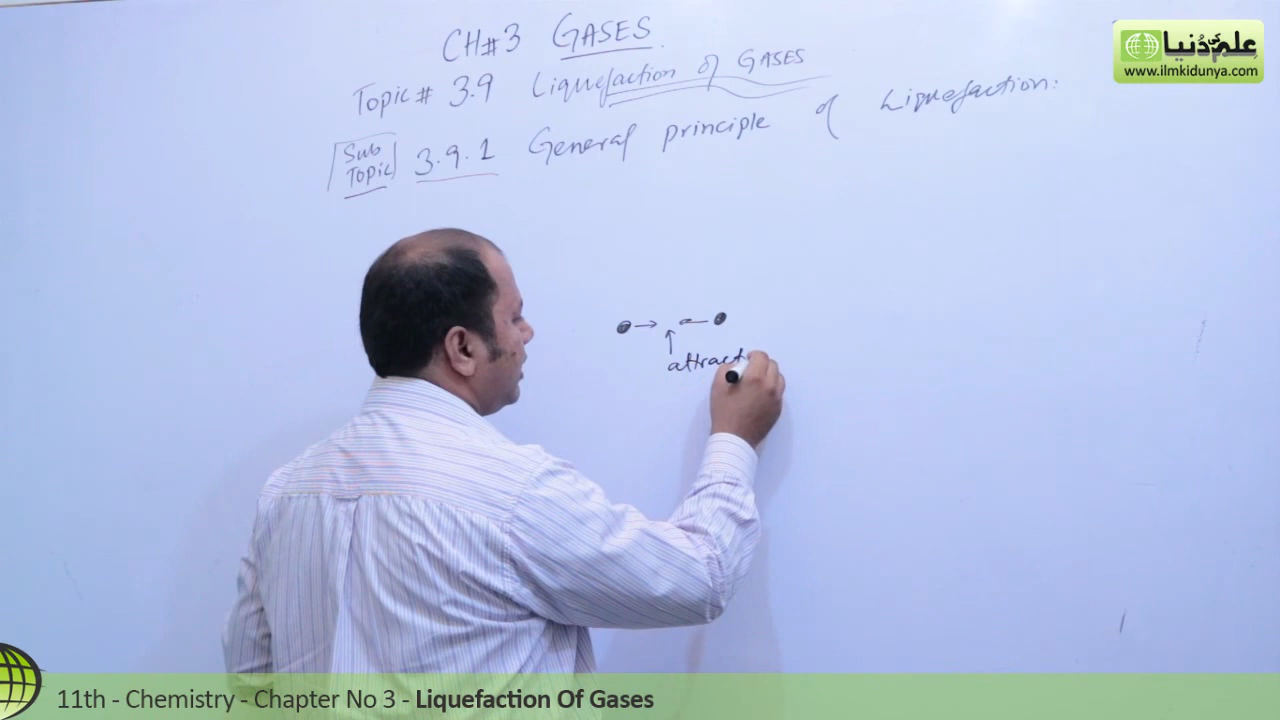 CH#3 GASES
علم کی دنیا
www.ilmkidunya.com
Topic# 3.9 Liquefaction of GASES
Sub Topic 3.9.1 General principle of Liquefaction:
attract
11th - Chemistry - Chapter No 3 - Liquefaction Of Gases